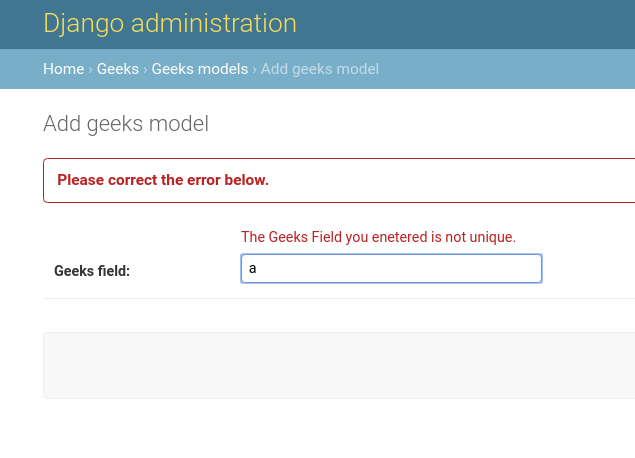 Django administration
Home › Geeks › Geeks models › Add geeks model
Add geeks model
Please correct the error below.
The Geeks Field you enetered is not unique.
Geeks field: a